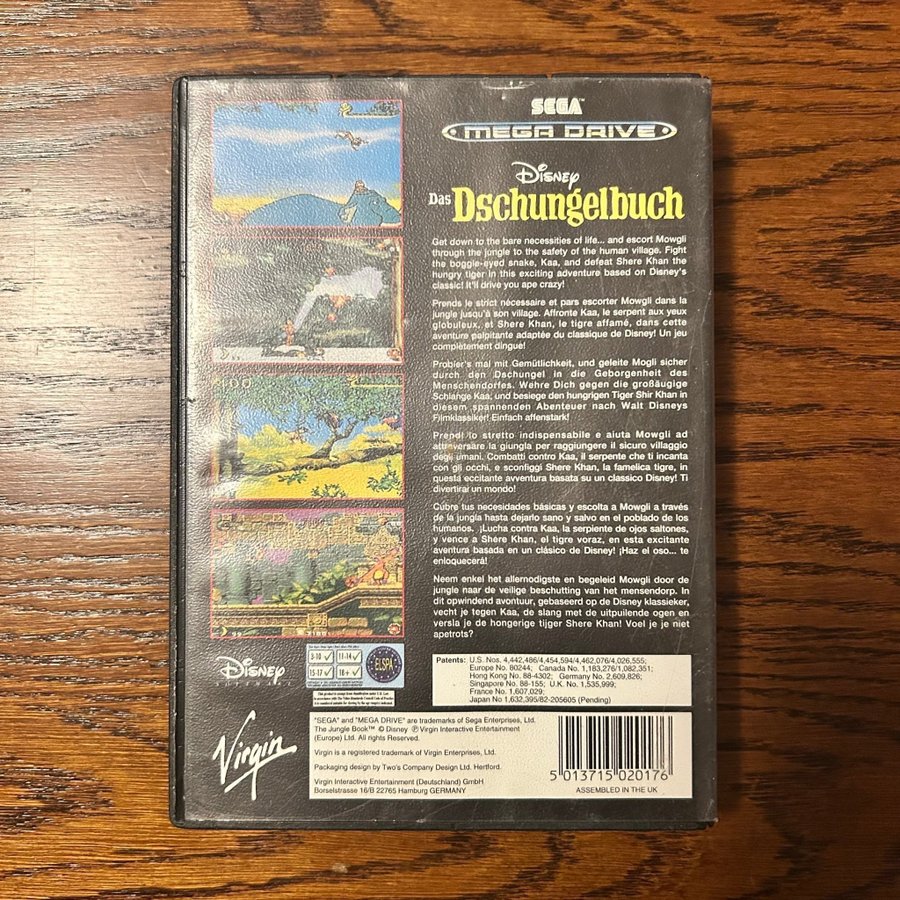 SEGA™
MEGA DRIVE
Disney
Das Dschungelbuch
Get down to the bare necessities of life... and escort Mowgli
through the jungle to the safety of the human village. Fight
the boggle-eyed snake, Kaa, and defeat Shere Khan the
hungry tiger in this exciting adventure based on Disney's
classic! It'll drive you ape crazy!
Prends le strict nécessaire et pars escorter Mowgli dans la
jungle jusqu'à son village. Affronte Kaa, le serpent aux yeux
globuleux, et Shere Khan, le tigre affamé, dans cette
aventure palpitante adaptée du classique de Disney! Un jeu
complètement dingue!
Probier's mal mit Gemütlichkeit, und geleite Mogli sicher
durch den Dschungel in die Geborgenheit des
Menschendorfes. Wehre Dich gegen die großäugige
Schlange Kaa, und besiege den hungrigen Tiger Shir Khan in
diesem spannenden Abenteuer nach Walt Disneys
Filmklassiker! Einfach affenstark!
Prendi lo stretto indispensabile e aiuta Mowgli ad
attraversare la giungla per raggiungere il sicuro villaggio
degli umani. Combatti contro Kaa, il serpente che ti incanta
con gli occhi, e sconfiggi Shere Khan, la famelica tigre, in
questa eccitante avventura basata su un classico Disney! Ti
divertirai un mondo!
Cubre tus necesidades básicas y escolta a Mowgli a través
de la jungla hasta dejarlo sano y salvo en el poblado de los
humanos. ¡Lucha contra Kaa, la serpiente de ojos saltones,
y vence a Shere Khan, el tigre voraz, en esta excitante
aventura basada en un clásico de Disney! ¡Haz el oso... te
enloquecerá!
Neem enkel het allernodigste en begeleid Mowgli door de
jungle naar de veilige beschutting van het mensendorp. In
dit opwindend avontuur, gebaseerd op de Disney klassieker,
vecht je tegen Kaa, de slang met de uitpuilende ogen en
versla je de hongerige tijger Shere Khan! Voel je je niet
apetrots?
Disney
3-10 11-14
15-17 18+
ELSPA
Patents: U.S. Nos. 4,442,486/4,454,594/4,462,076/4,026,555;
Europe No. 80244; Canada No. 1,183,276/1,082,351;
Hong Kong No. 88-4302; Germany No. 2,609,826;
Singapore No. 88-155; U.K. No. 1,535,999;
France No. 1,607,029;
Japan No 1,632,395/82-205605 (Pending)
Virgin
"SEGA" and "MEGA DRIVE" are trademarks of Sega Enterprises, Ltd.
The Jungle Book™ © Disney ℗ Virgin Interactive Entertainment
(Europe) Ltd. All rights Reserved.
Virgin is a registered trademark of Virgin Enterprises, Ltd.
Packaging design by Two's Company Design Ltd. Hertford.
Virgin Interactive Entertainment (Deutschland) GmbH
Borselstrasse 16/B 22765 Hamburg GERMANY
5 013715 020176
ASSEMBLED IN THE UK